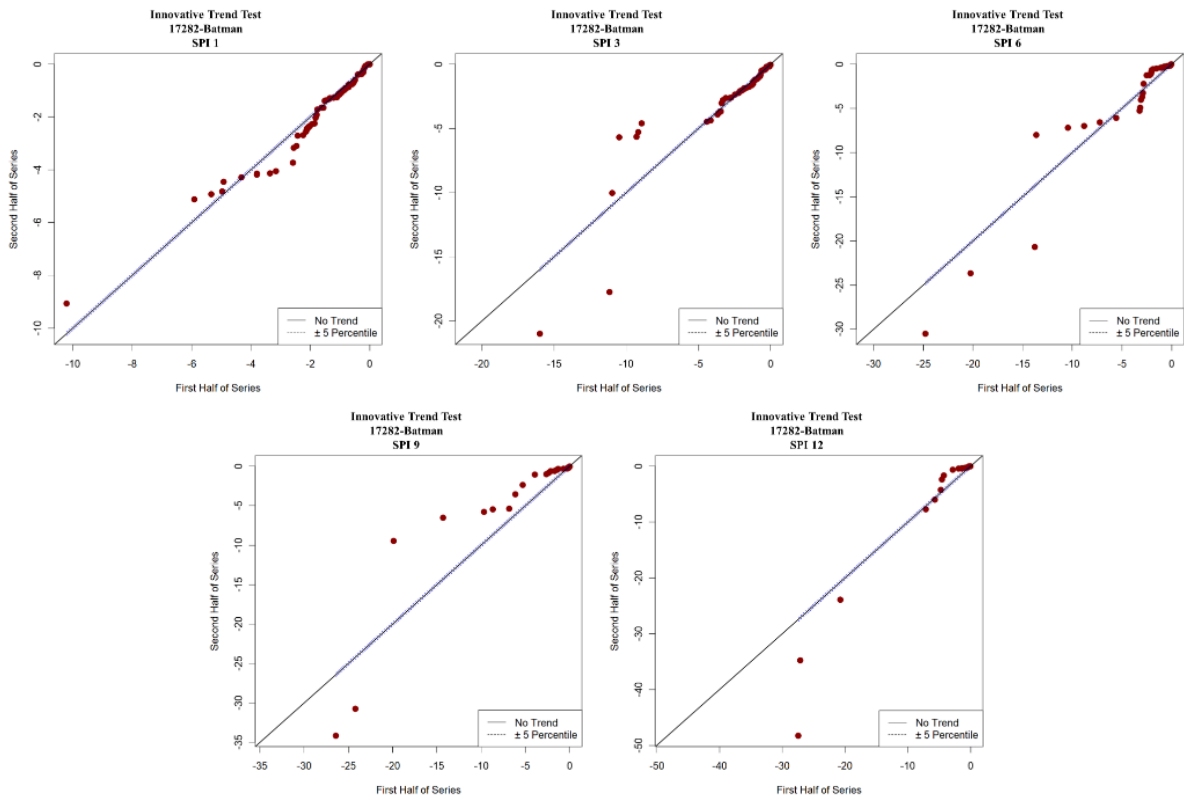 Innovative Trend Test
17282-Batman
SPI 1
Second Half of Series
0
-2
-4
-6
-8
-10
No Trend
± 5 Percentile
-10 -8 -6 -4 -2 0
First Half of Series
Innovative Trend Test
17282-Batman
SPI 3
Second Half of Series
0
-5
-10
-15
-20
No Trend
± 5 Percentile
-20 -15 -10 -5 0
First Half of Series
Innovative Trend Test
17282-Batman
SPI 6
Second Half of Series
0
-5
-10
-15
-20
-25
-30
No Trend
± 5 Percentile
-30 -25 -20 -15 -10 -5 0
First Half of Series
Innovative Trend Test
17282-Batman
SPI 9
Second Half of Series
0
-5
-10
-15
-20
-25
-30
-35
No Trend
± 5 Percentile
-35 -30 -25 -20 -15 -10 -5 0
First Half of Series
Innovative Trend Test
17282-Batman
SPI 12
Second Half of Series
0
-10
-20
-30
-40
-50
No Trend
± 5 Percentile
-50 -40 -30 -20 -10 0
First Half of Series